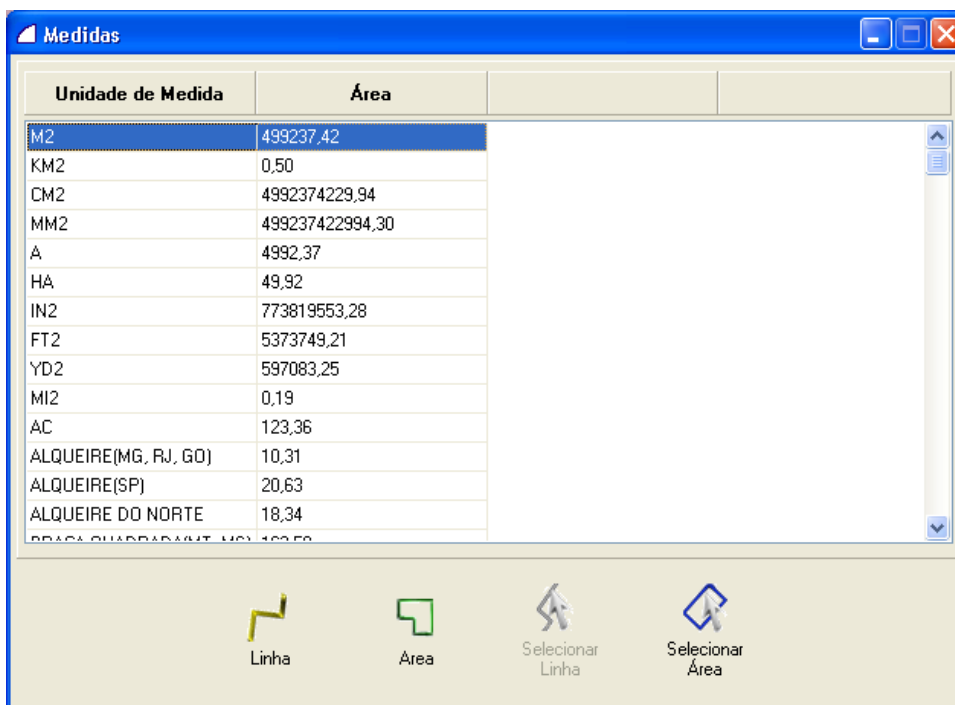 Medidas
Unidade de Medida Área
M2 499237,42
KM2 0,50
CM2 4992374229,94
MM2 499237422994,30
A 4992,37
HA 49,92
IN2 773819553,28
FT2 5373749,21
YD2 597083,25
MI2 0,19
AC 123,36
ALQUEIRE(MG, RJ, GO) 10,31
ALQUEIRE(SP) 20,63
ALQUEIRE DO NORTE 18,34
Linha Area Selecionar Linha Selecionar Área